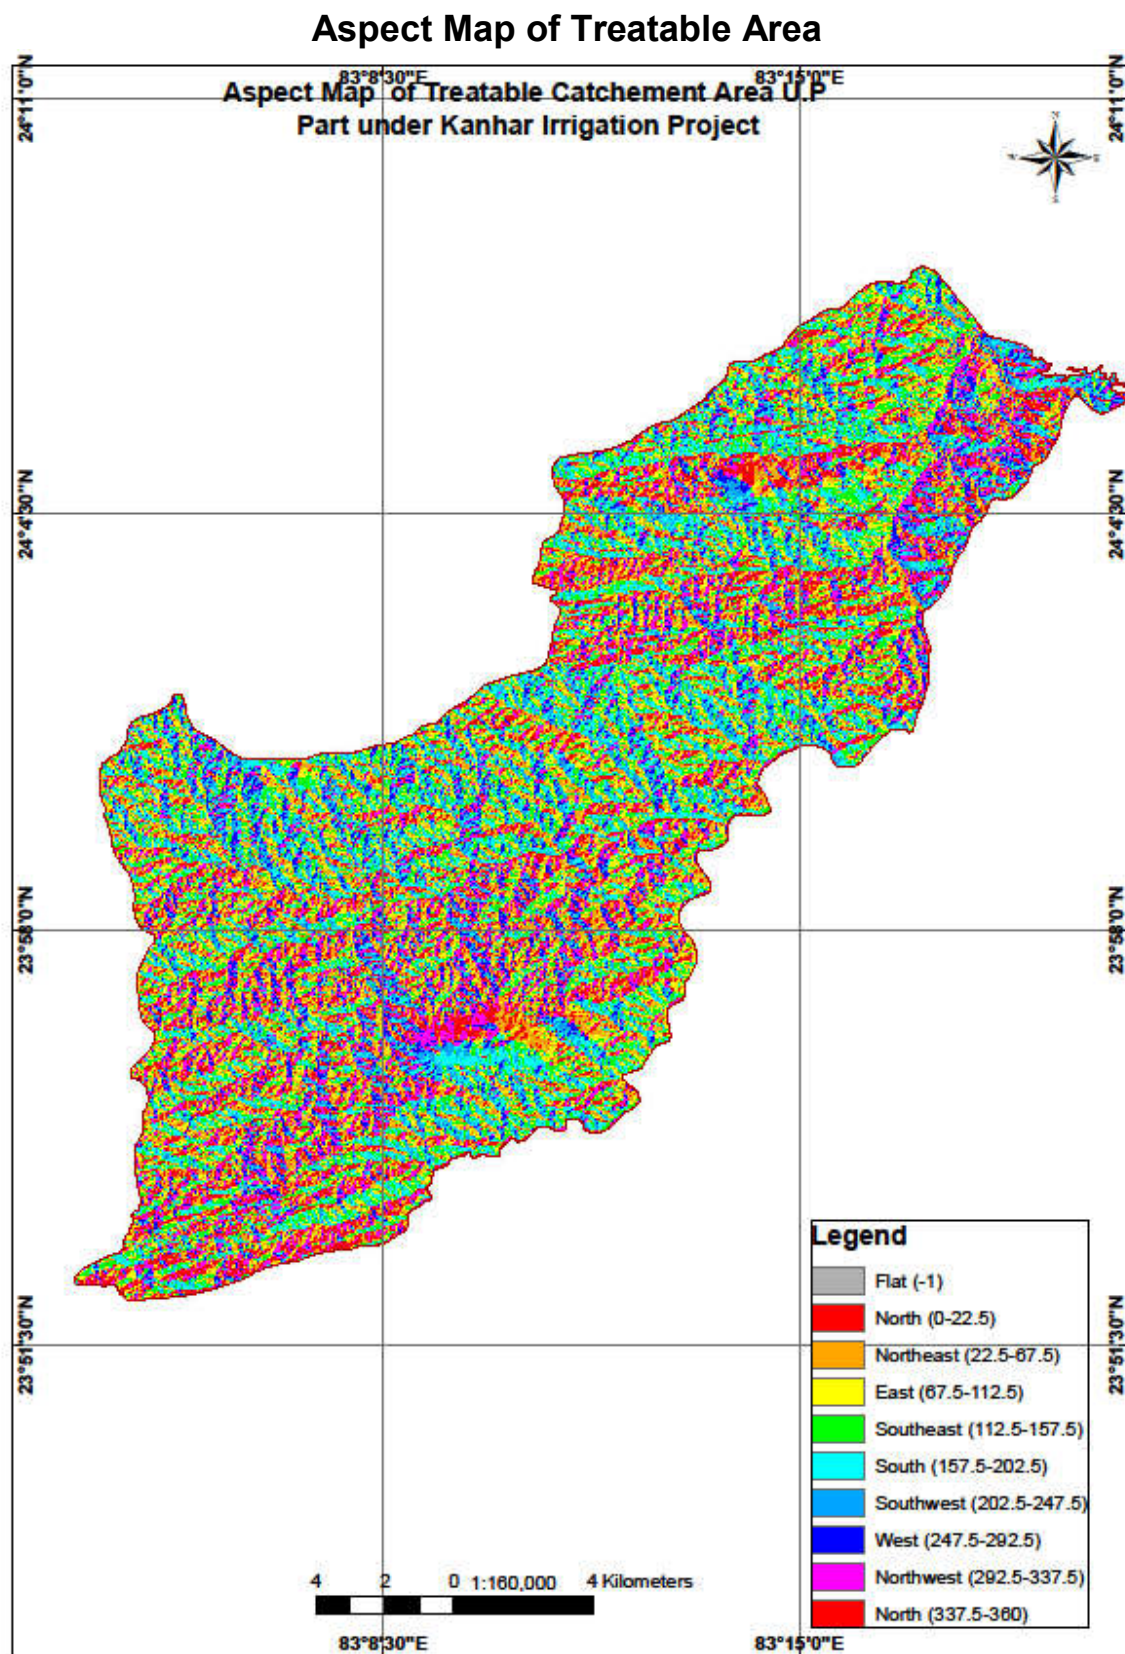 Aspect Map of Treatable Area
83°8'30"E
83°15'0"E
Aspect Map of Treatable Catchement Area U.P
Part under Kanhar Irrigation Project
24°11'0"N
24°11'0"N
24°4'30"N
24°4'30"N
23°58'0"N
23°58'0"N
23°51'30"N
23°51'30"N
Legend
Flat (-1)
North (0-22.5)
Northeast (22.5-67.5)
East (67.5-112.5)
Southeast (112.5-157.5)
South (157.5-202.5)
Southwest (202.5-247.5)
West (247.5-292.5)
Northwest (292.5-337.5)
North (337.5-360)
4 2 0 1:160,000 4 Kilometers
83°8'30"E
83°15'0"E